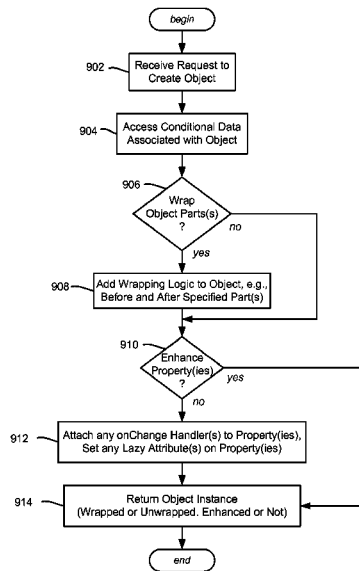 begin
902
Receive Request to
Create Object
904
Access Conditional Data
Associated with Object
906
Wrap
Object Parts(s)
?
no
yes
908
Add Wrapping Logic to Object, e.g.,
Before and After Specified Part(s)
910
Enhance
Property(ies)
?
yes
no
912
Attach any onChange Handler(s) to Property(ies),
Set any Lazy Attribute(s) on Property(ies)
914
Return Object Instance
(Wrapped or Unwrapped. Enhanced or Not)
end